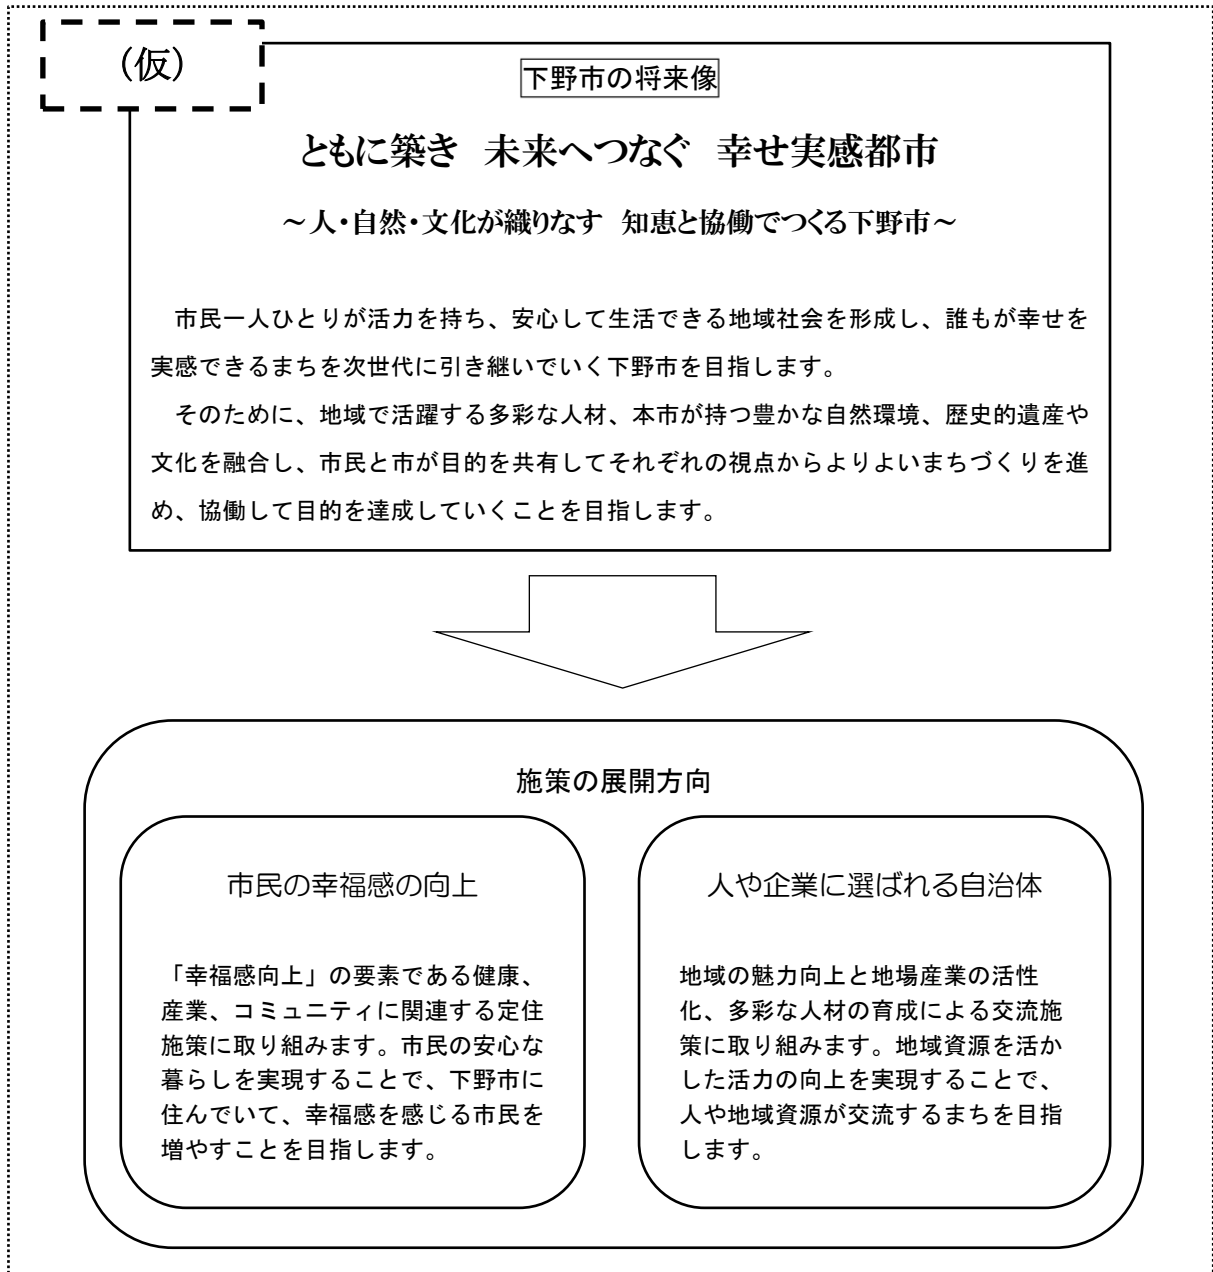 （仮）
下野市の将来像
ともに築き　未来へつなぐ　幸せ実感都市
～人・自然・文化が織りなす　知恵と協働でつくる下野市～
市民一人ひとりが活力を持ち、安心して生活できる地域社会を形成し、誰もが幸せを
実感できるまちを次世代に引き継いでいく下野市を目指します。
そのために、地域で活躍する多彩な人材、本市が持つ豊かな自然環境、歴史的遺産や
文化を融合し、市民と市が目的を共有してそれぞれの視点からよりよいまちづくりを進
め、協働して目的を達成していくことを目指します。
施策の展開方向
市民の幸福感の向上
「幸福感向上」の要素である健康、
産業、コミュニティに関連する定住
施策に取り組みます。市民の安心な
暮らしを実現することで、下野市に
住んでいて、幸福感を感じる市民を
増やすことを目指します。
人や企業に選ばれる自治体
地域の魅力向上と地場産業の活性
化、多彩な人材の育成による交流施
策に取り組みます。地域資源を活か
した活力の向上を実現することで、
人や地域資源が交流するまちを目指
します。